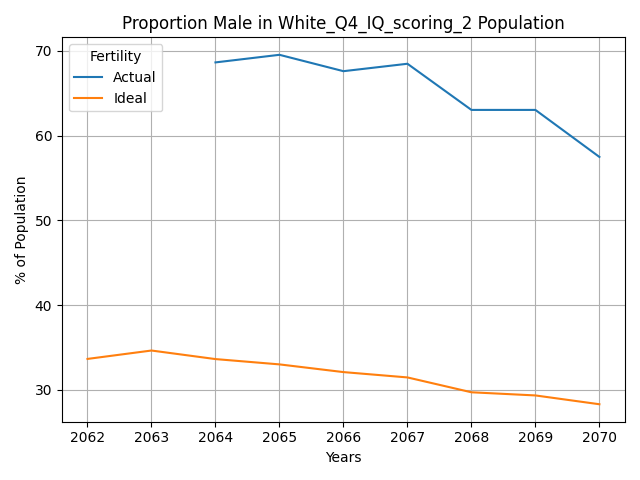 Proportion Male in White_Q4_IQ_scoring_2 Population
Fertility
Actual
Ideal
70
60
50
40
30
% of Population
2062 2063 2064 2065 2066 2067 2068 2069 2070
Years